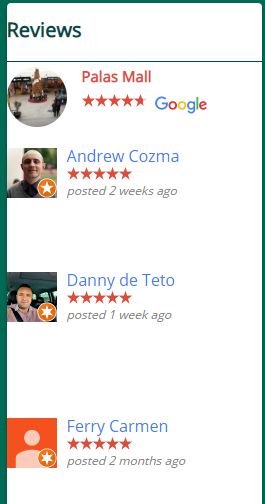 Reviews
Palas Mall
Google
Andrew Cozma
posted 2 weeks ago
Danny de Teto
posted 1 week ago
Ferry Carmen
posted 2 months ago